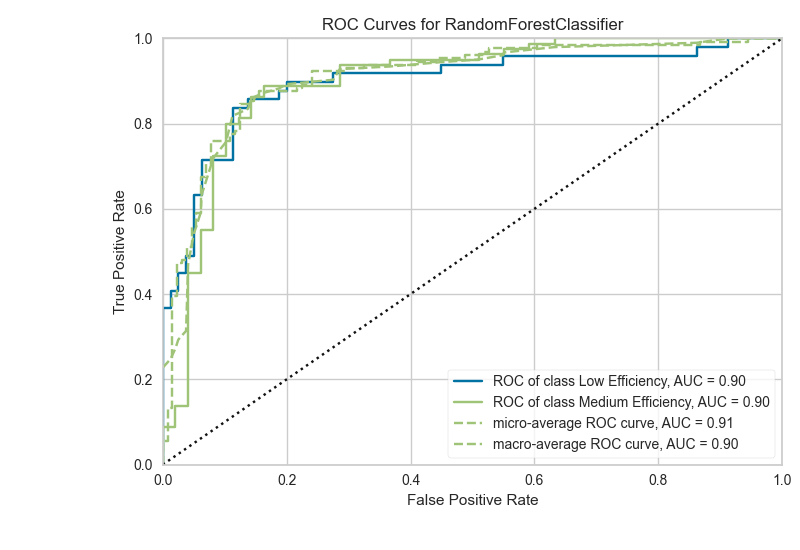 ROC Curves for RandomForestClassifier
1.0
0.8
0.6
0.4
0.2
0.0
True Positive Rate
ROC of class Low Efficiency, AUC = 0.90
ROC of class Medium Efficiency, AUC = 0.90
micro-average ROC curve, AUC = 0.91
macro-average ROC curve, AUC = 0.90
0.0 0.2 0.4 0.6 0.8 1.0
False Positive Rate